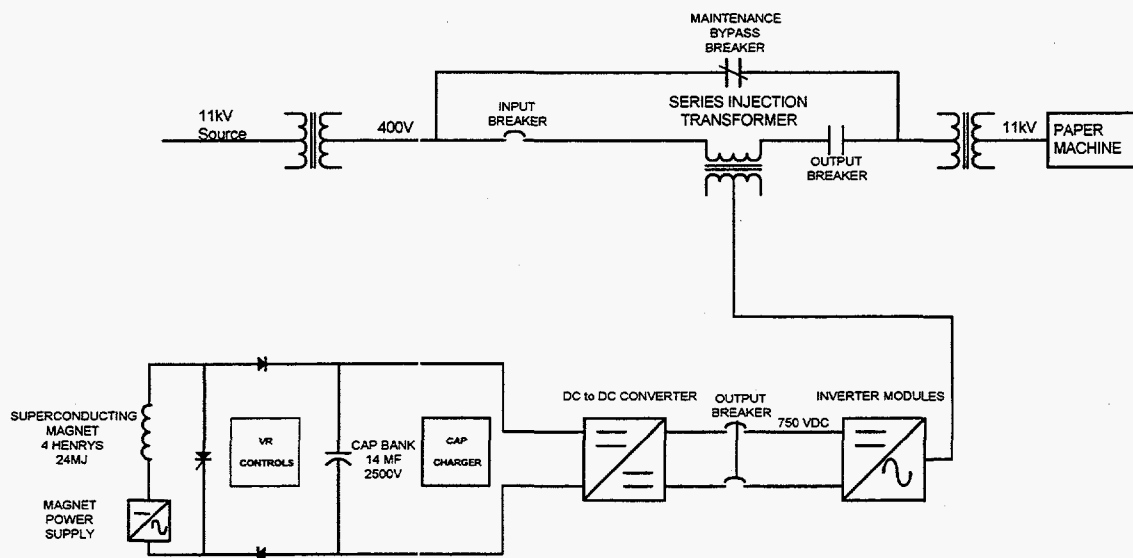 MAINTENANCE
BYPASS
BREAKER
11kV
Source
400V
INPUT
BREAKER
SERIES INJECTION
TRANSFORMER
OUTPUT
BREAKER
11kV
PAPER
MACHINE
SUPERCONDUCTING
MAGNET
4 HENRYS
24MJ
MAGNET
POWER
SUPPLY
VR
CONTROLS
CAP BANK
14 MF
2500V
CAP
CHARGER
DC to DC CONVERTER
OUTPUT
BREAKER
750 VDC
INVERTER MODULES